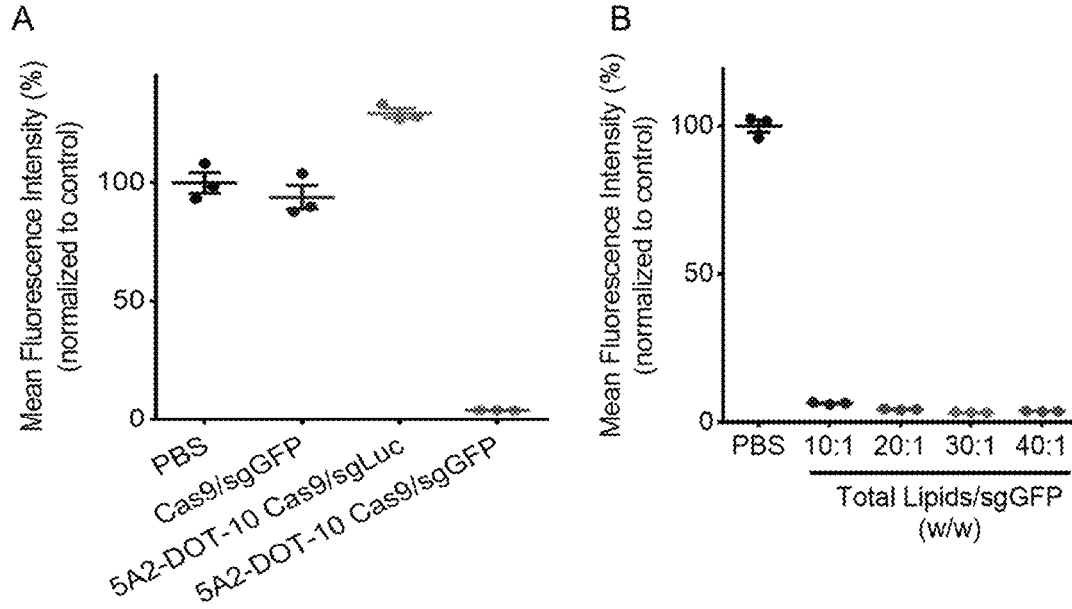 A
Mean Fluorescence Intensity (%)
(normalized to control)
100
50
0
PBS
Cas9/sgGFP
5A2-DOT-10 Cas9/sgLuc
5A2-DOT-10 Cas9/sgGFP
B
Mean Fluorescence Intensity (%)
(normalized to control)
100
50
0
PBS 10:1 20:1 30:1 40:1
Total Lipids/sgGFP
(w/w)